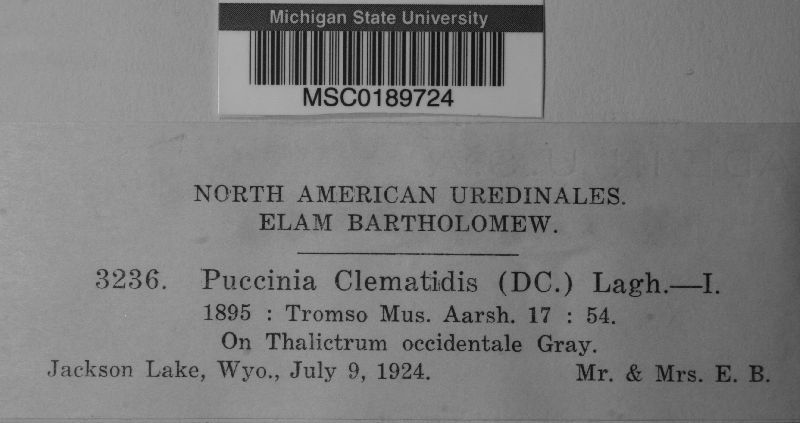 Michigan State University
MSC0189724
NORTH AMERICAN UREDINALES.
ELAM BARTHOLOMEW.
3236. Puccinia Clematidis (DC.) Lagh.—I.
1895 : Tromso Mus. Aarsh. 17 : 54.
On Thalictrum occidentale Gray.
Jackson Lake, Wyo., July 9, 1924. Mr. & Mrs. E. B.